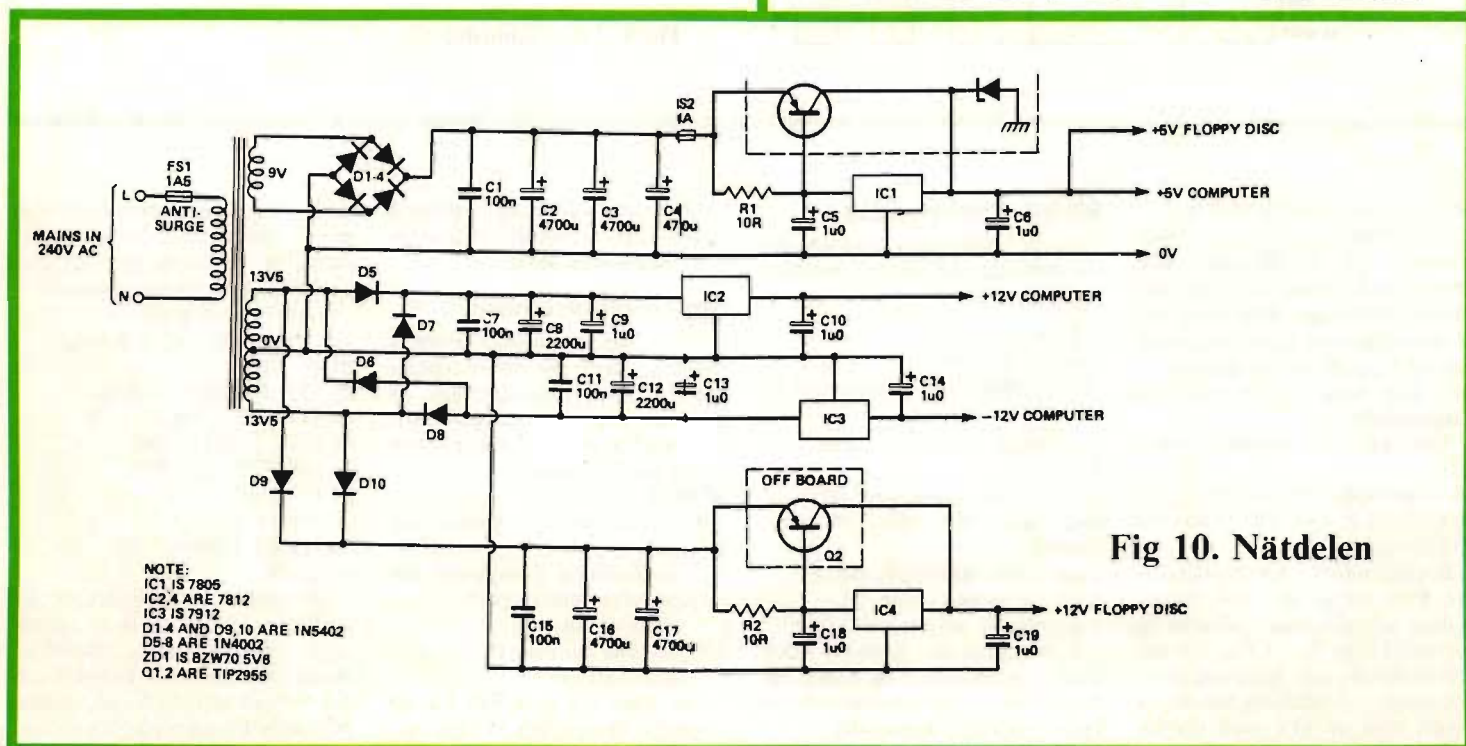 FS1
1A5
ANTI-
SURGE
L
N
MAINS IN
240V AC
9V
D1-4
C1
100n
C2
4700u
C3
4700u
C4
R1
10R
C5
1u0
IC1
C6
1u0
+5V FLOPPY DISC
+5V COMPUTER
0V
13V5
0V
13V5
D5
D7
D6
D8
C7
100n
C8
2200u
C9
1u0
IC2
C10
1u0
+12V COMPUTER
C11
100n
C12
2200u
C13
1u0
IC3
C14
1u0
-12V COMPUTER
D9
D10
C15
100n
C16
4700u
C17
4700u
OFF BOARD
Q2
R2
10R
C18
1u0
IC4
C19
1u0
+12V FLOPPY DISC
NOTE:
IC1 IS 7805
IC2,4 ARE 7812
IC3 IS 7912
D1-4 AND D9,10 ARE 1N5402
D5-8 ARE 1N4002
ZD1 IS BZW70 5V6
Q1,2 ARE TIP2955
Fig 10. Nätdelen